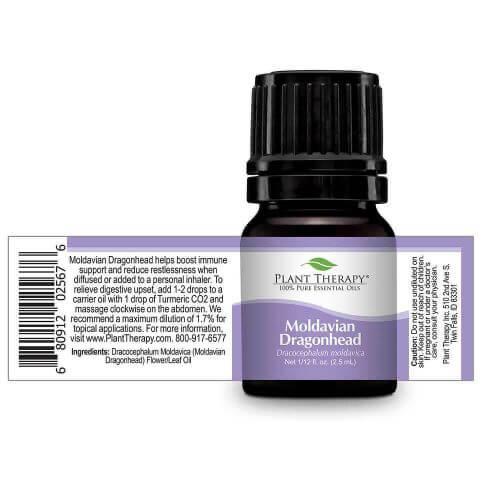 Moldavian Dragonhead helps boost immune
support and reduce restlessness when
diffused or added to a personal inhaler. To
relieve digestive upset, add 1-2 drops to a
carrier oil with 1 drop of Turmeric CO2 and
massage clockwise on the abdomen. We
recommend a maximum dilution of 1.7% for
topical applications. For more information,
visit www.PlantTherapy.com. 800-917-6577
Ingredients: Dracocephalum Moldavica (Moldavian
Dragonhead) Flower/Leaf Oil
6 80912 02567 6
PLANT THERAPY®
100% PURE ESSENTIAL OILS
Moldavian
Dragonhead
Dracocephalum moldavica
Net 1/12 fl. oz. (2.5 mL)
Caution: Do not use undiluted on
skin. Keep out of reach of children.
If pregnant or under a doctor's
care, consult your physician.
Plant Therapy Inc. 510 2nd Ave S.
Twin Falls, ID 83301